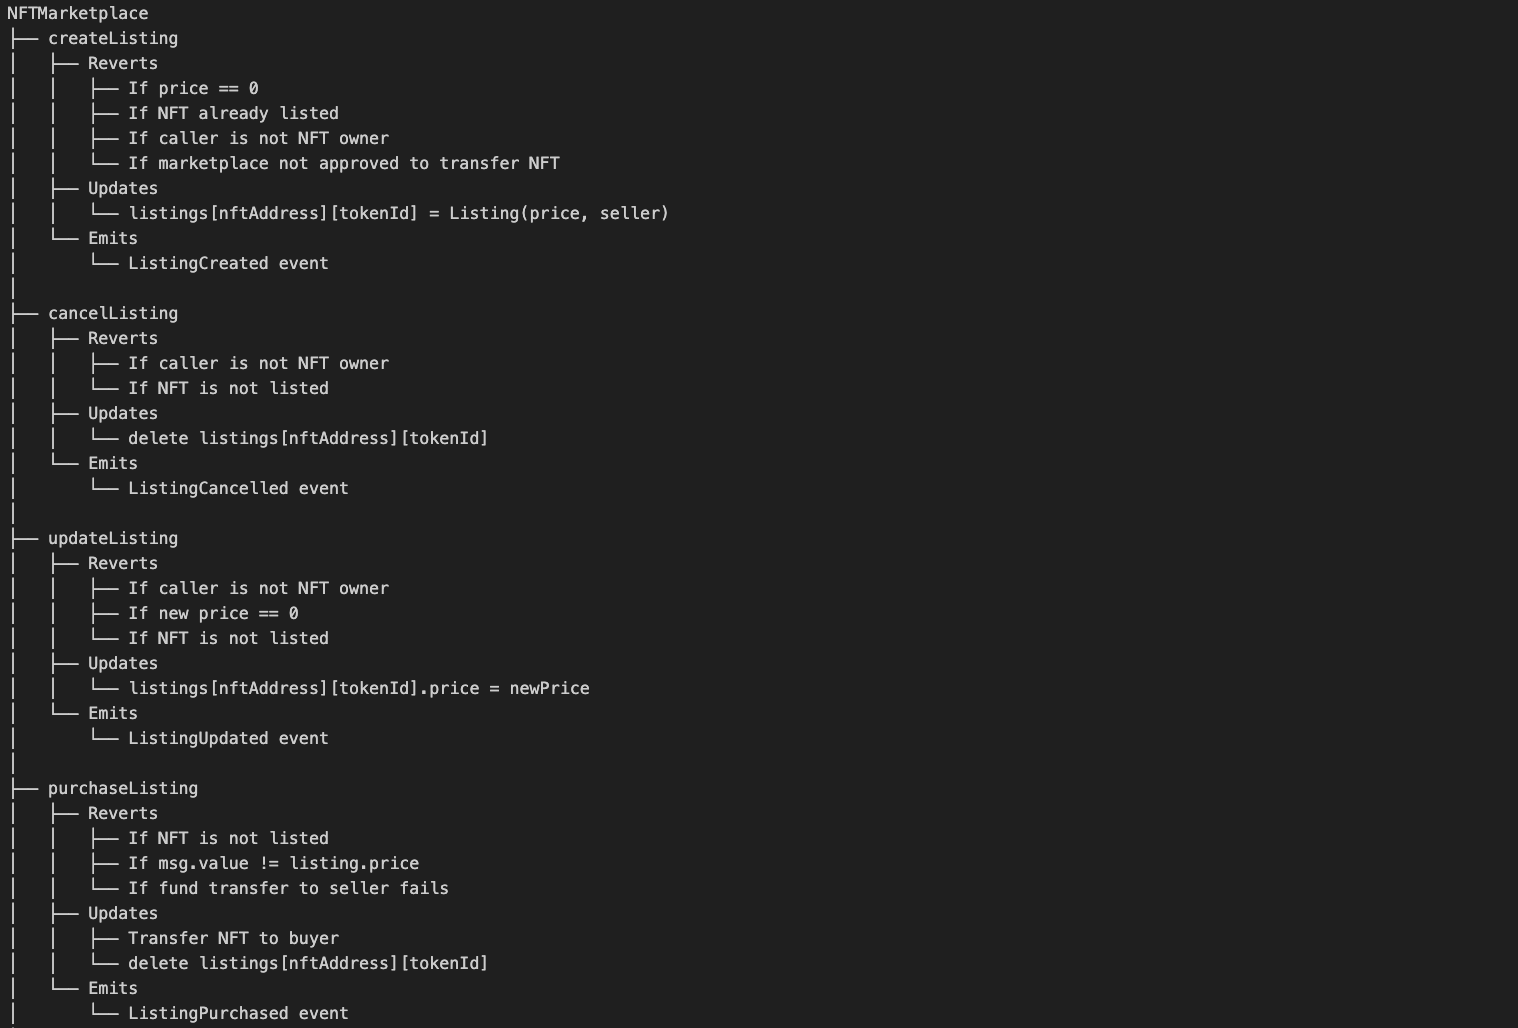 NFTMarketplace
├── createListing
│   ├── Reverts
│   │   ├── If price == 0
│   │   ├── If NFT already listed
│   │   ├── If caller is not NFT owner
│   │   └── If marketplace not approved to transfer NFT
│   ├── Updates
│   │   └── listings[nftAddress][tokenId] = Listing(price, seller)
│   └── Emits
│       └── ListingCreated event
│
├── cancelListing
│   ├── Reverts
│   │   ├── If caller is not NFT owner
│   │   └── If NFT is not listed
│   ├── Updates
│   │   └── delete listings[nftAddress][tokenId]
│   └── Emits
│       └── ListingCancelled event
│
├── updateListing
│   ├── Reverts
│   │   ├── If caller is not NFT owner
│   │   ├── If new price == 0
│   │   └── If NFT is not listed
│   ├── Updates
│   │   └── listings[nftAddress][tokenId].price = newPrice
│   └── Emits
│       └── ListingUpdated event
│
├── purchaseListing
│   ├── Reverts
│   │   ├── If NFT is not listed
│   │   ├── If msg.value != listing.price
│   │   └── If fund transfer to seller fails
│   ├── Updates
│   │   ├── Transfer NFT to buyer
│   │   └── delete listings[nftAddress][tokenId]
│   └── Emits
│       └── ListingPurchased event